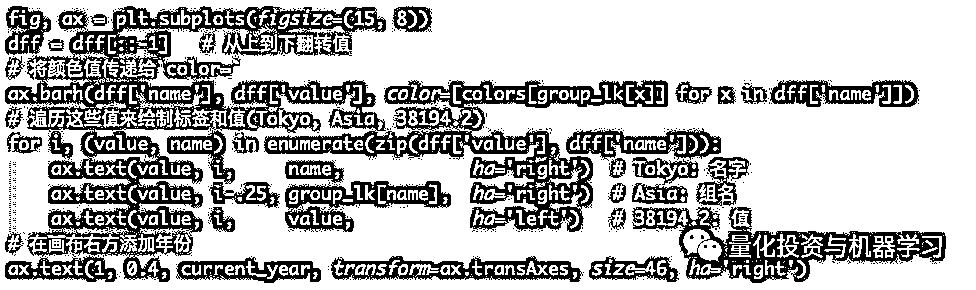 fig, ax = plt.subplots(figsize=(15, 8))
dff = dff[::-1]   # 从上到下翻转值
# 将颜色值传递给`color=`
ax.barh(dff['name'], dff['value'], color=[colors[group_lk[x]] for x in dff['name']])
# 遍历这些值来绘制标签和值(Tokyo, Asia, 38194.2)
for i, (value, name) in enumerate(zip(dff['value'], dff['name'])):
    ax.text(value, i,     name,            ha='right')  # Tokyo: 名字
    ax.text(value, i-.25, group_lk[name],  ha='right')  # Asia: 组名
    ax.text(value, i,     value,           ha='left')   # 38194.2: 值
# 在画布右方添加年份
ax.text(1, 0.4, current_year, transform=ax.transAxes, size=46, ha='right')
量化投资与机器学习